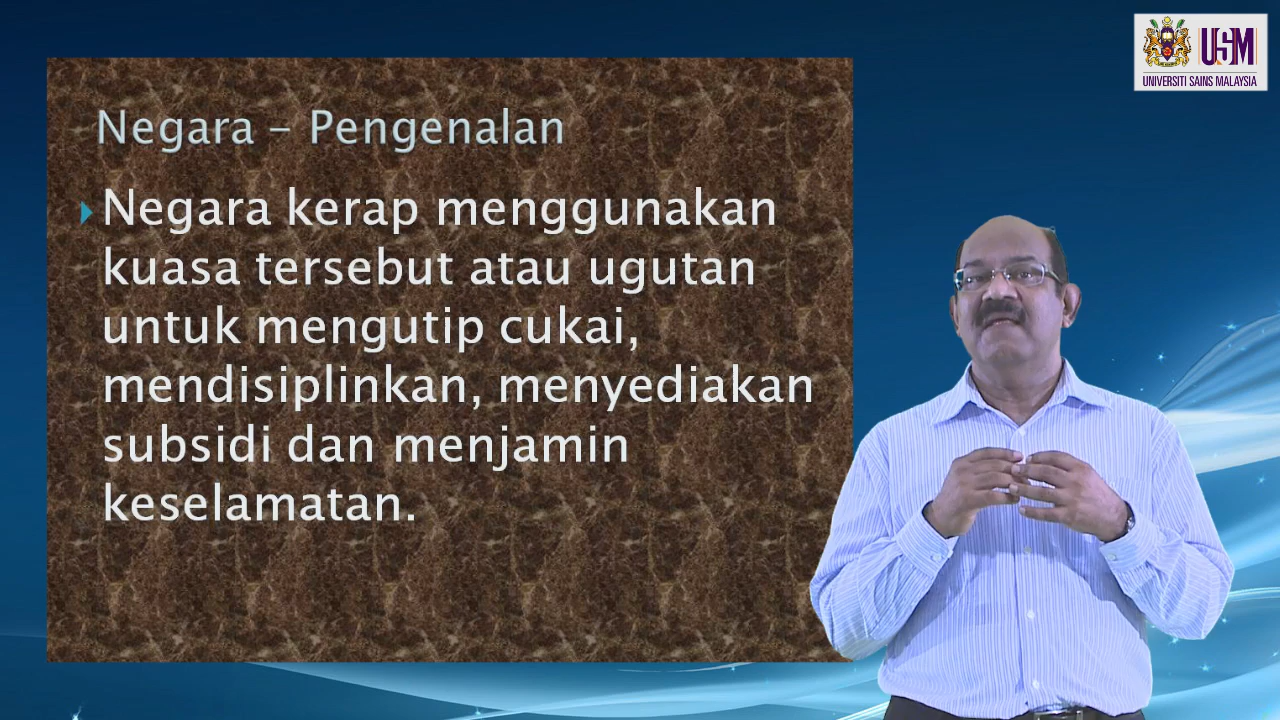 USM
UNIVERSITI SAINS MALAYSIA
Negara – Pengenalan
Negara kerap menggunakan
kuasa tersebut atau ugutan
untuk mengutip cukai,
mendisiplinkan, menyediakan
subsidi dan menjamin
keselamatan.